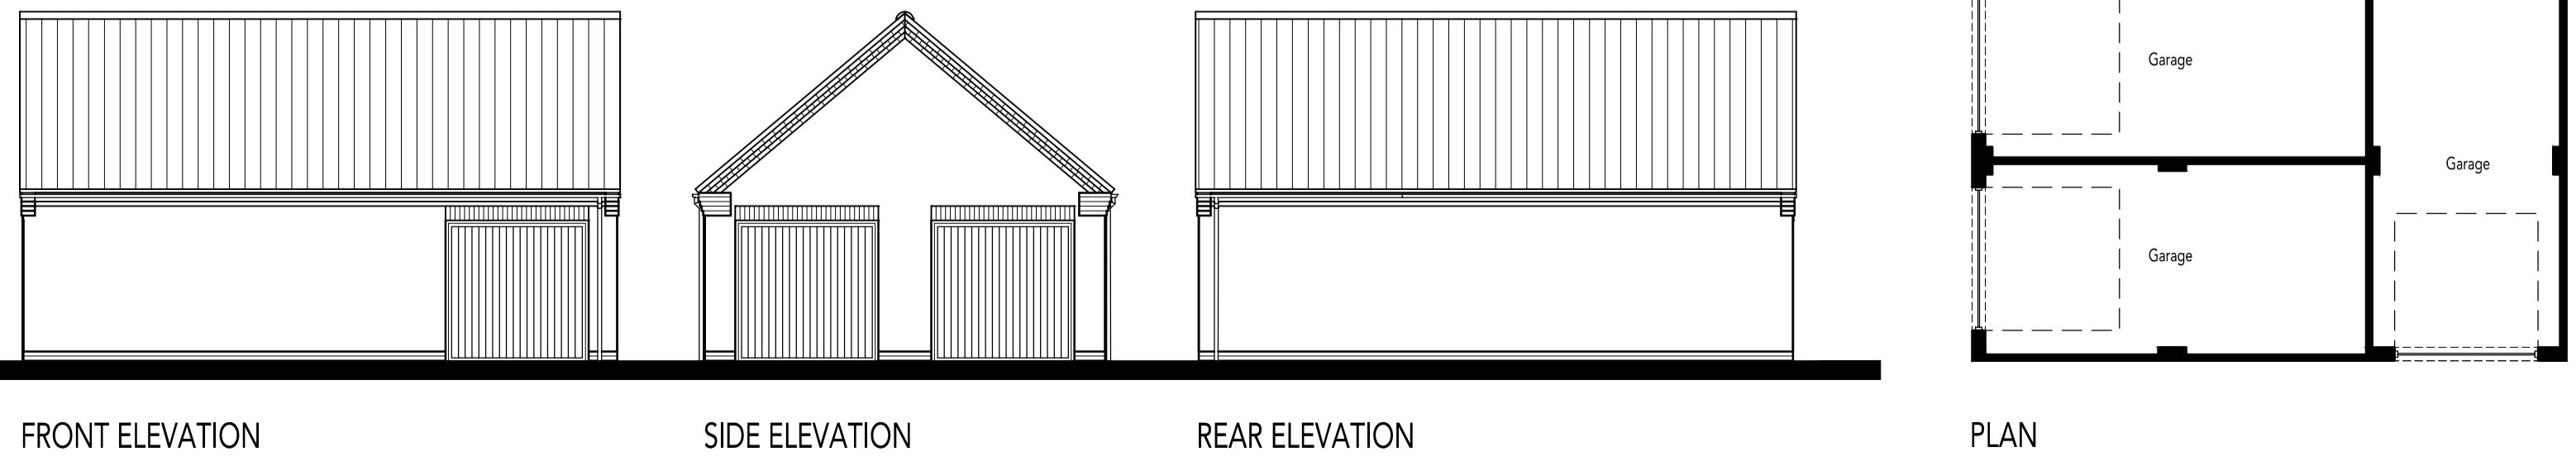 Garage
Garage
Garage
FRONT ELEVATION
SIDE ELEVATION
REAR ELEVATION
PLAN